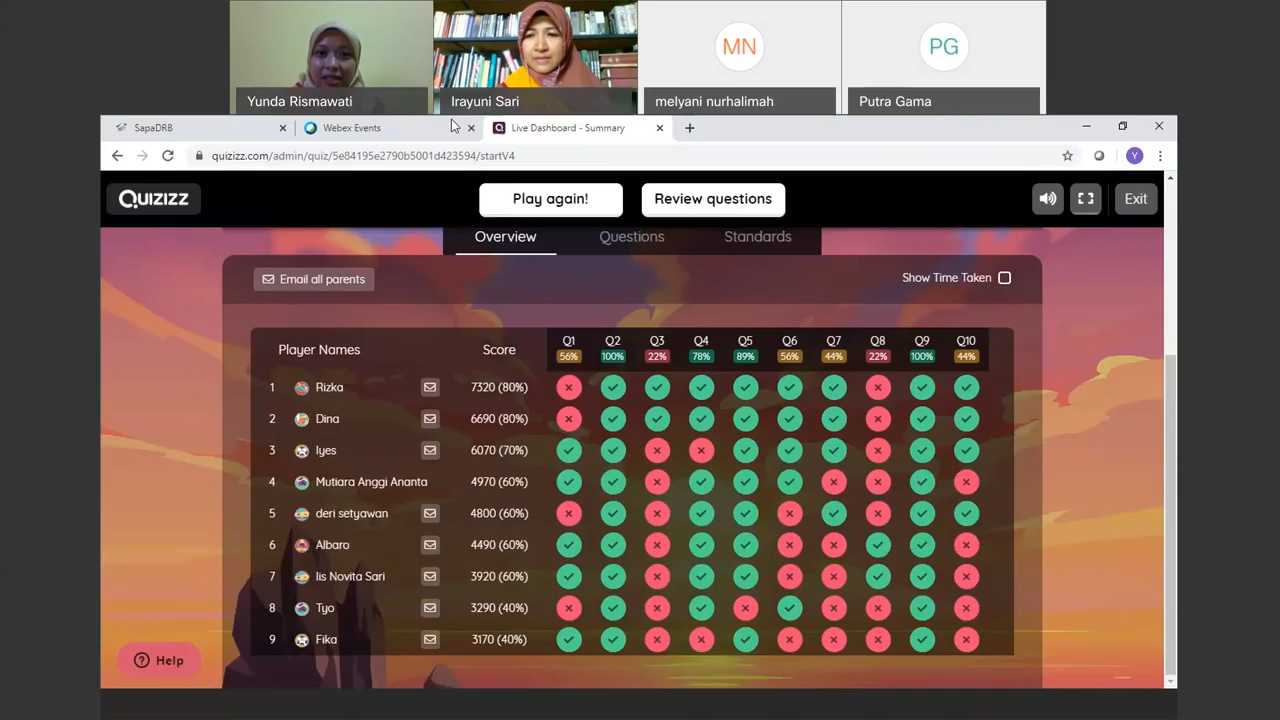 MN
PG
Yunda Rismawati
Irayuni Sari
melyani nurhalimah
Putra Gama
SapaDRB
Webex Events
Live Dashboard - Summary
quizizz.com/admin/quiz/5e84195e2790b5001d423594/startV4
Y
QUIZIZZ
Play again!
Review questions
Exit
Overview Questions Standards
Email all parents
Show Time Taken
Player Names Score Q1 Q2 Q3 Q4 Q5 Q6 Q7 Q8 Q9 Q10
56% 100% 22% 78% 89% 56% 44% 22% 100% 44%
1 Rizka 7320 (80%)
2 Dina 6690 (80%)
3 Iyes 6070 (70%)
4 Mutiara Anggi Ananta 4970 (60%)
5 deri setyawan 4800 (60%)
6 Albaro 4490 (60%)
7 Iis Novita Sari 3920 (60%)
8 Tyo 3290 (40%)
9 Fika 3170 (40%)
Help